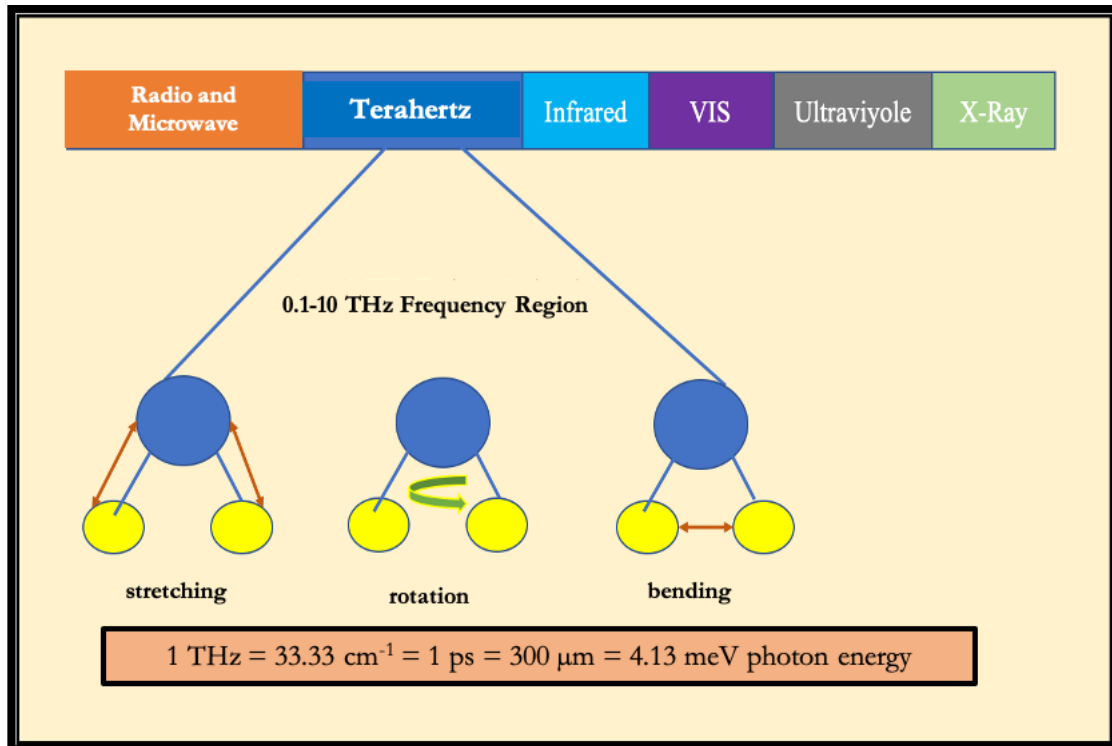 Radio and
Microwave
Terahertz
Infrared
VIS
Ultraviyole
X-Ray
0.1-10 THz Frequency Region
stretching
rotation
bending
1 THz = 33.33 cm⁻¹ = 1 ps = 300 µm = 4.13 meV photon energy